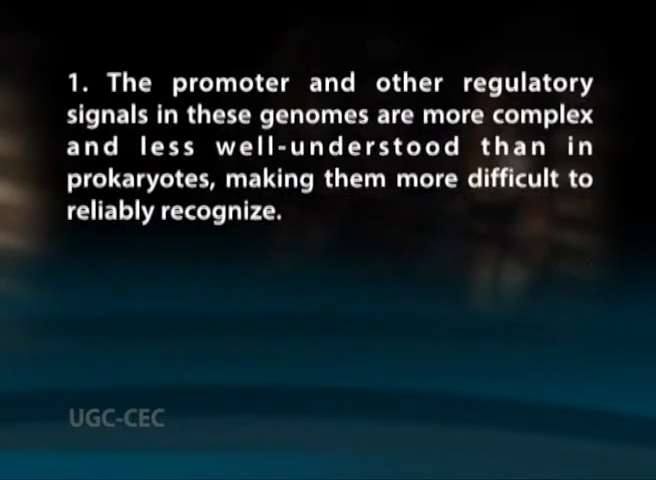 1. The promoter and other regulatory
signals in these genomes are more complex
and less well-understood than in
prokaryotes, making them more difficult to
reliably recognize.
UGC-CEC